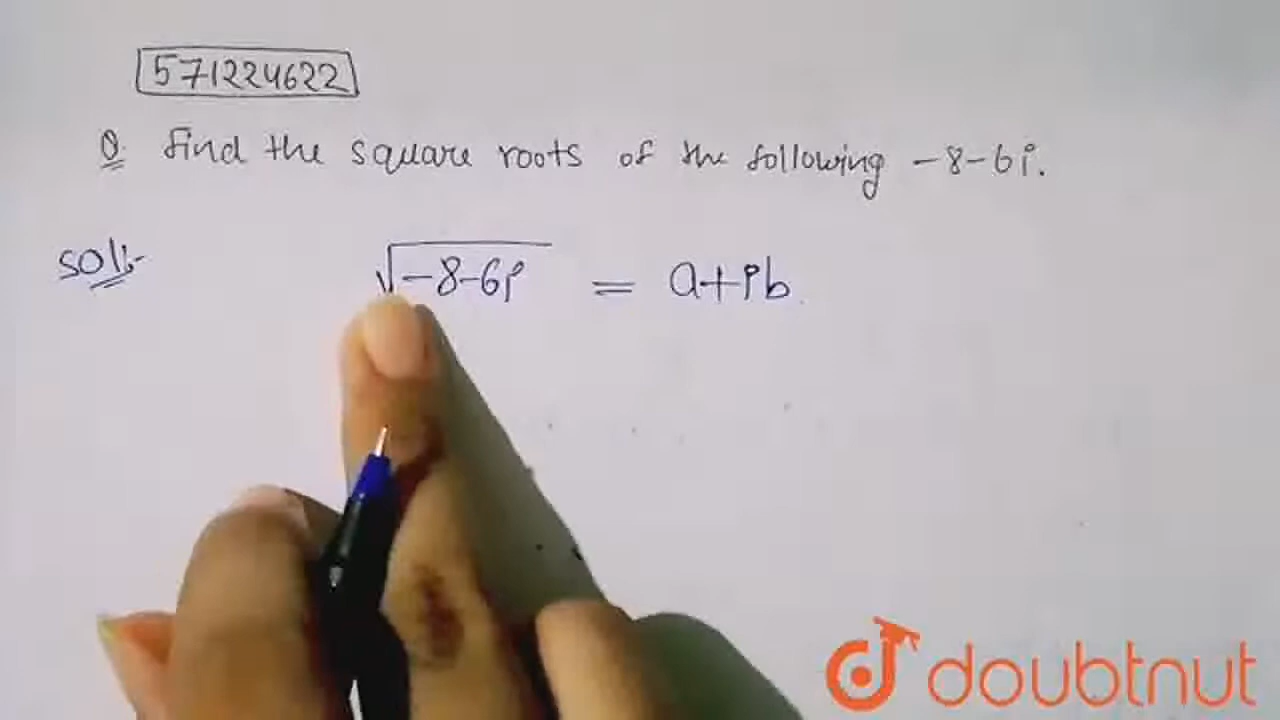 571224622
Q. find the square roots of the following -8-6i.
Sol:- √-8-6i = a+ib
doubtnut